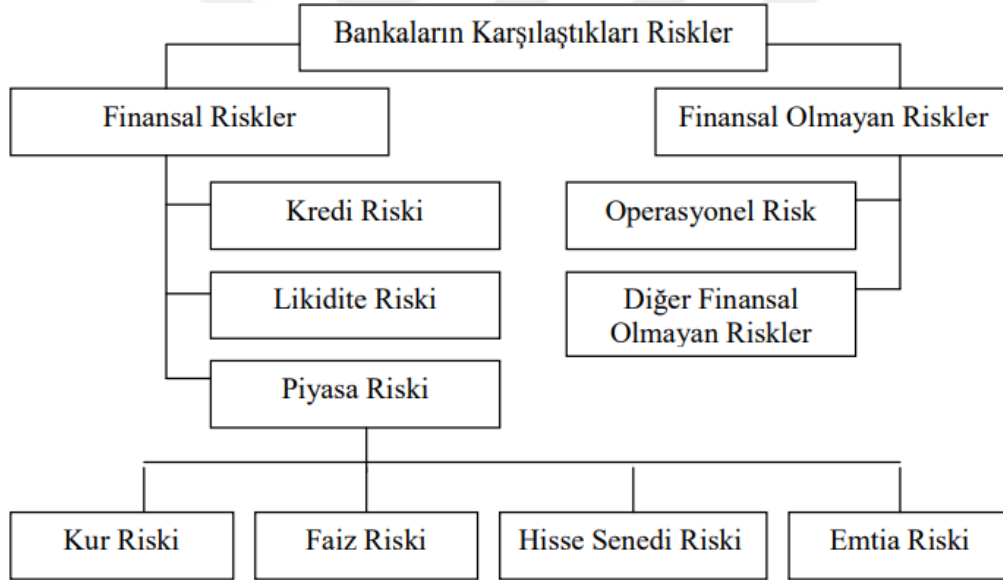 Bankaların Karşılaştıkları Riskler
Finansal Riskler
Finansal Olmayan Riskler
Kredi Riski
Operasyonel Risk
Likidite Riski
Diğer Finansal
Olmayan Riskler
Piyasa Riski
Kur Riski
Faiz Riski
Hisse Senedi Riski
Emtia Riski